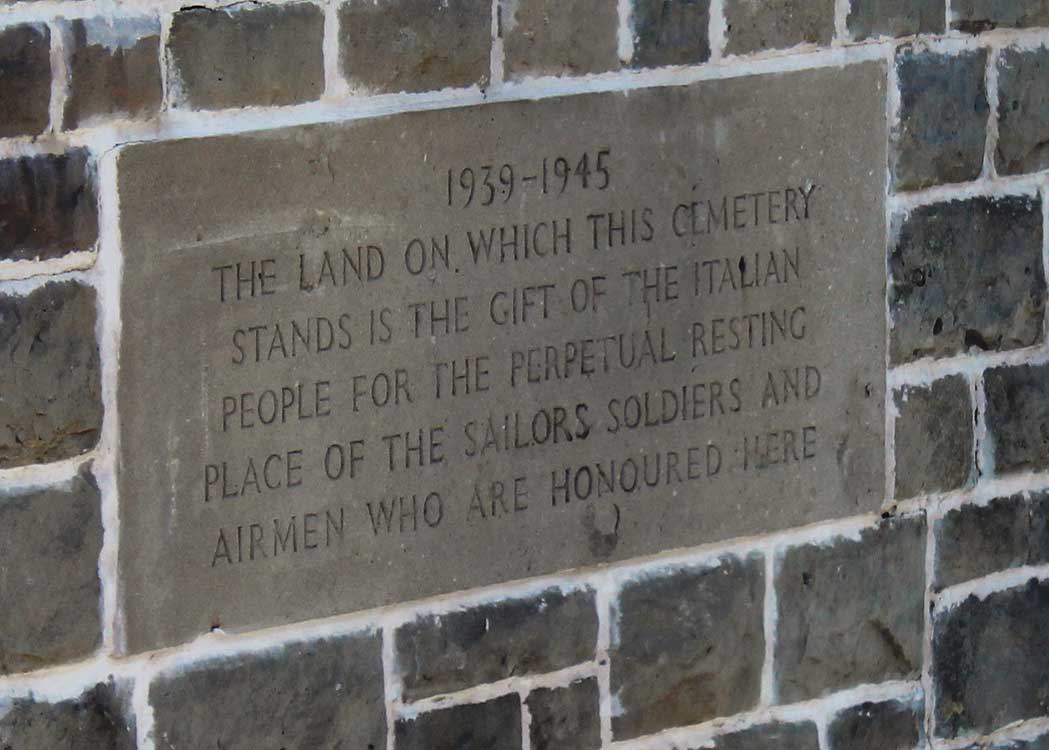 1939-1945
THE LAND ON WHICH THIS CEMETERY
STANDS IS THE GIFT OF THE ITALIAN
PEOPLE FOR THE PERPETUAL RESTING
PLACE OF THE SAILORS SOLDIERS AND
AIRMEN WHO ARE HONOURED HERE